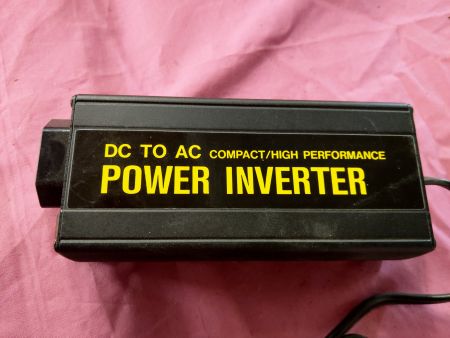 DC TO AC COMPACT/HIGH PERFORMANCE
POWER INVERTER